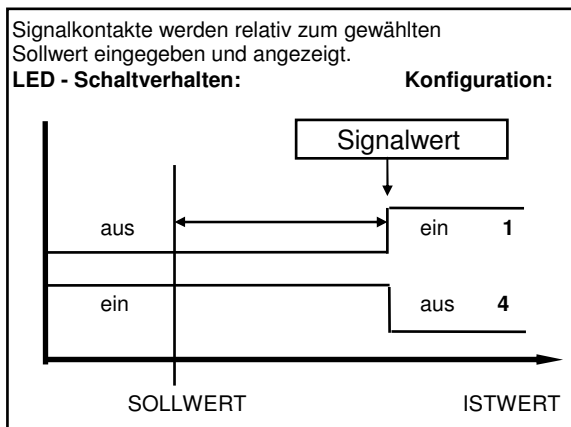 Signalkontakte werden relativ zum gewählten
Sollwert eingegeben und angezeigt.
LED - Schaltverhalten: Konfiguration:
Signalwert
aus ein 1
ein aus 4
SOLLWERT ISTWERT